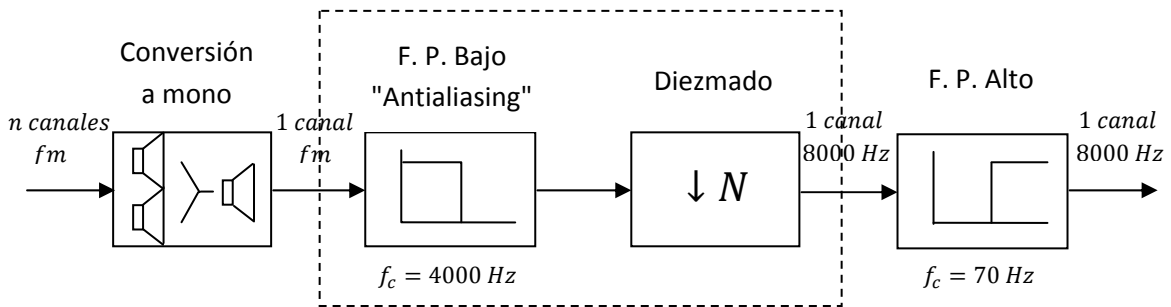 Conversión
a mono
F. P. Bajo
"Antialiasing"
Diezmado
F. P. Alto
n canales
fm
1 canal
fm
1 canal
8000 Hz
1 canal
8000 Hz
↓ N
f_c = 4000 Hz
f_c = 70 Hz